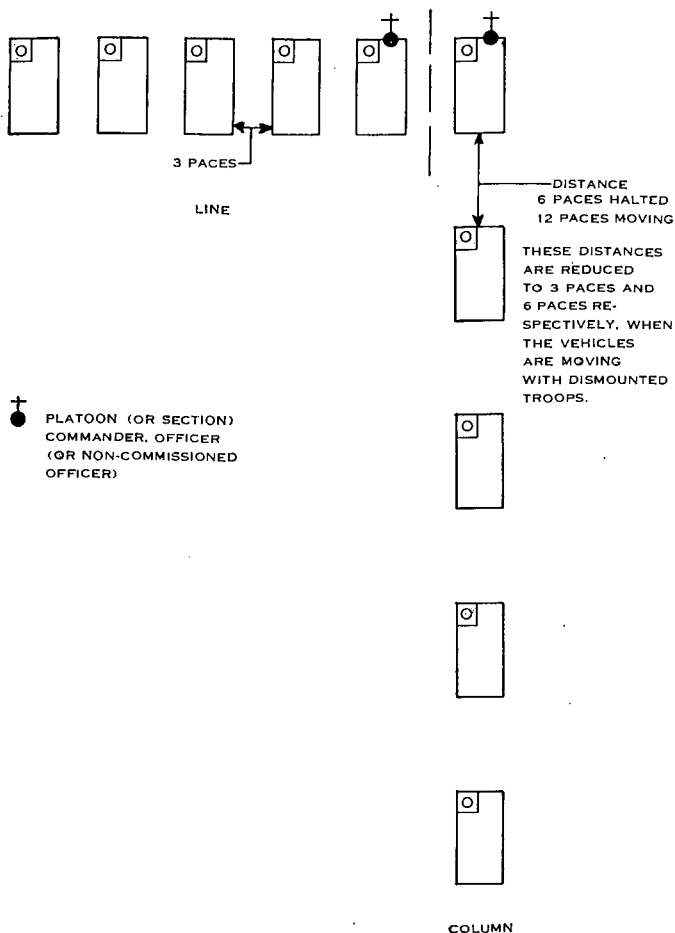 3 PACES
LINE
DISTANCE
6 PACES HALTED
12 PACES MOVING
THESE DISTANCES
ARE REDUCED
TO 3 PACES AND
6 PACES RE-
SPECTIVELY, WHEN
THE VEHICLES
ARE MOVING
WITH DISMOUNTED
TROOPS.
PLATOON (OR SECTION)
COMMANDER, OFFICER
(OR NON-COMMISSIONED
OFFICER)
COLUMN